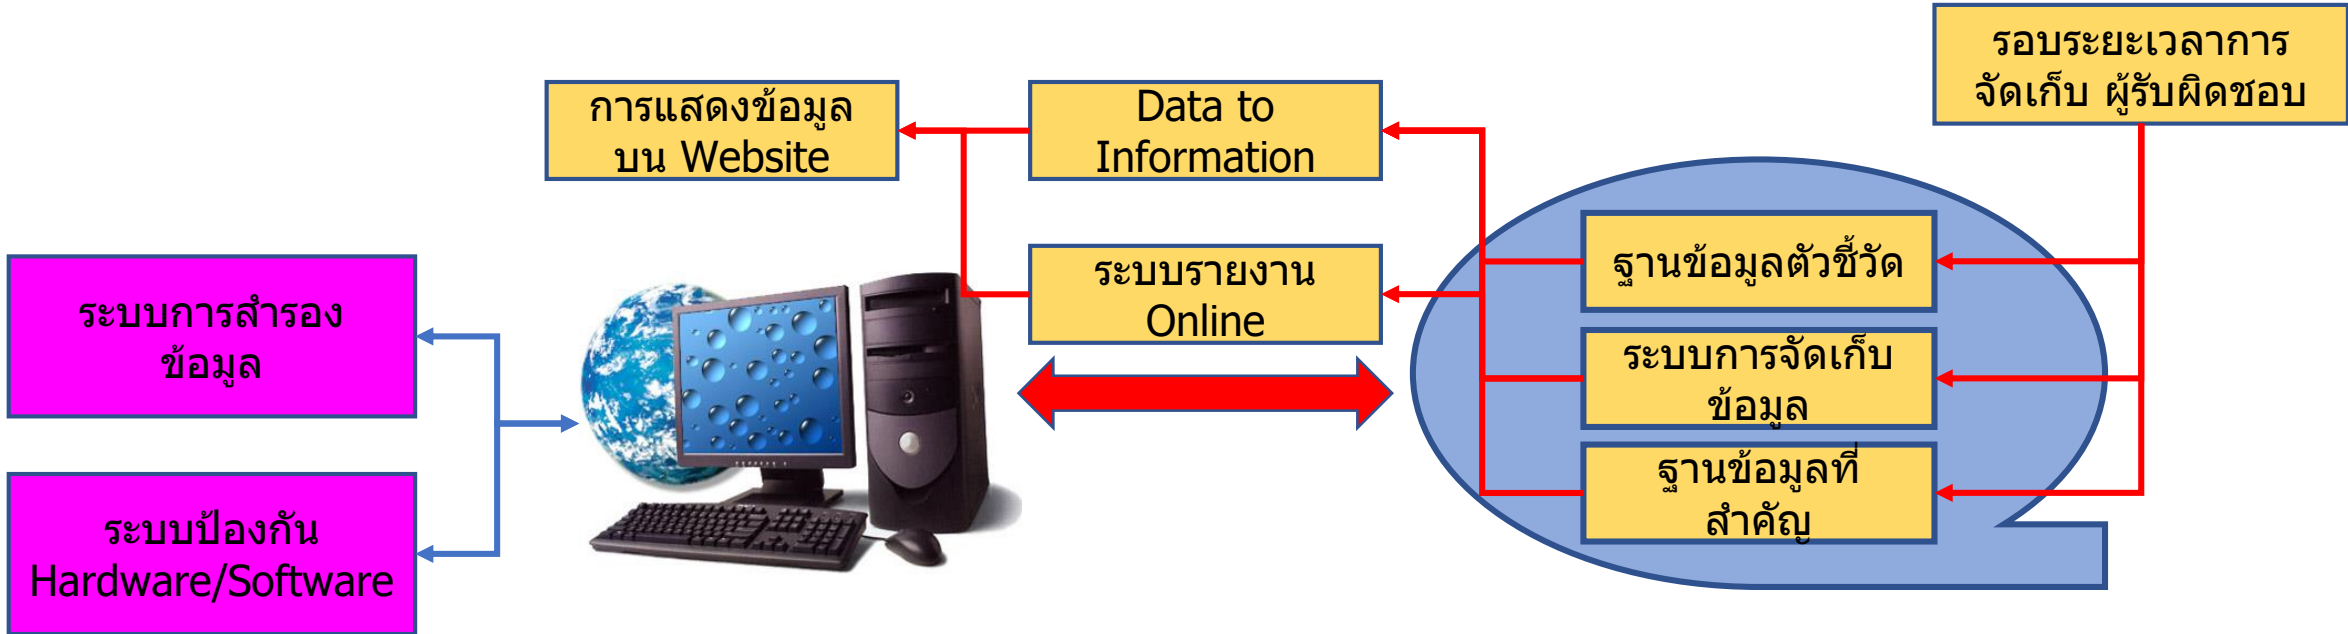 รอบระยะเวลาการ
จัดเก็บ ผู้รับผิดชอบ
การแสดงข้อมูล
บน Website
Data to
Information
ฐานข้อมูลตัวชี้วัด
ระบบรายงาน
Online
ระบบการสำรอง
ข้อมูล
ระบบการจัดเก็บ
ข้อมูล
ฐานข้อมูลที่
สำคัญ
ระบบป้องกัน
Hardware/Software